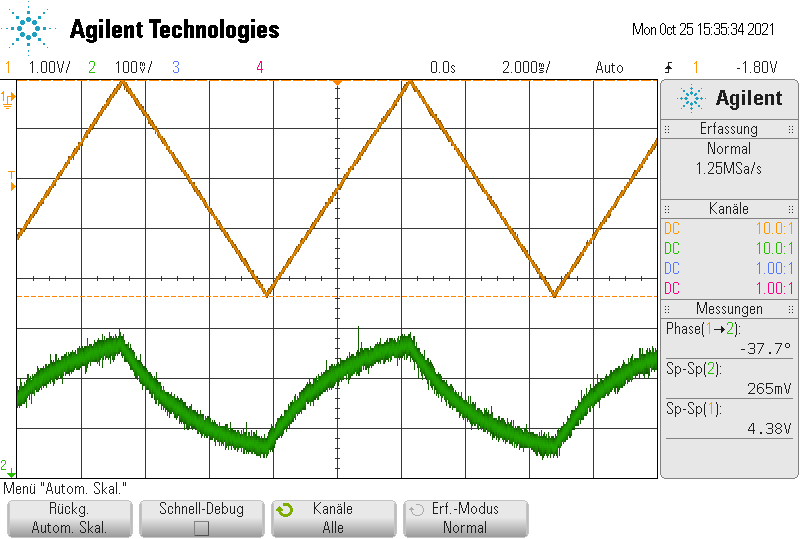 Agilent Technologies
Mon Oct 25 15:35:34 2021
1 1.00V/ 2 100mV/ 3 4 0.0s 2.000ms/ Auto 1 -1.80V
1
T
2
Agilent
Erfassung
Normal
1.25MSa/s
Kanäle
DC 10.0:1
DC 10.0:1
DC 1.00:1
DC 1.00:1
Messungen
Phase(1→2):
-37.7°
Sp-Sp(2):
265mV
Sp-Sp(1):
4.38V
Menü "Autom. Skal."
Rückg.
Autom. Skal.
Schnell-Debug
Kanäle
Alle
Erf.-Modus
Normal